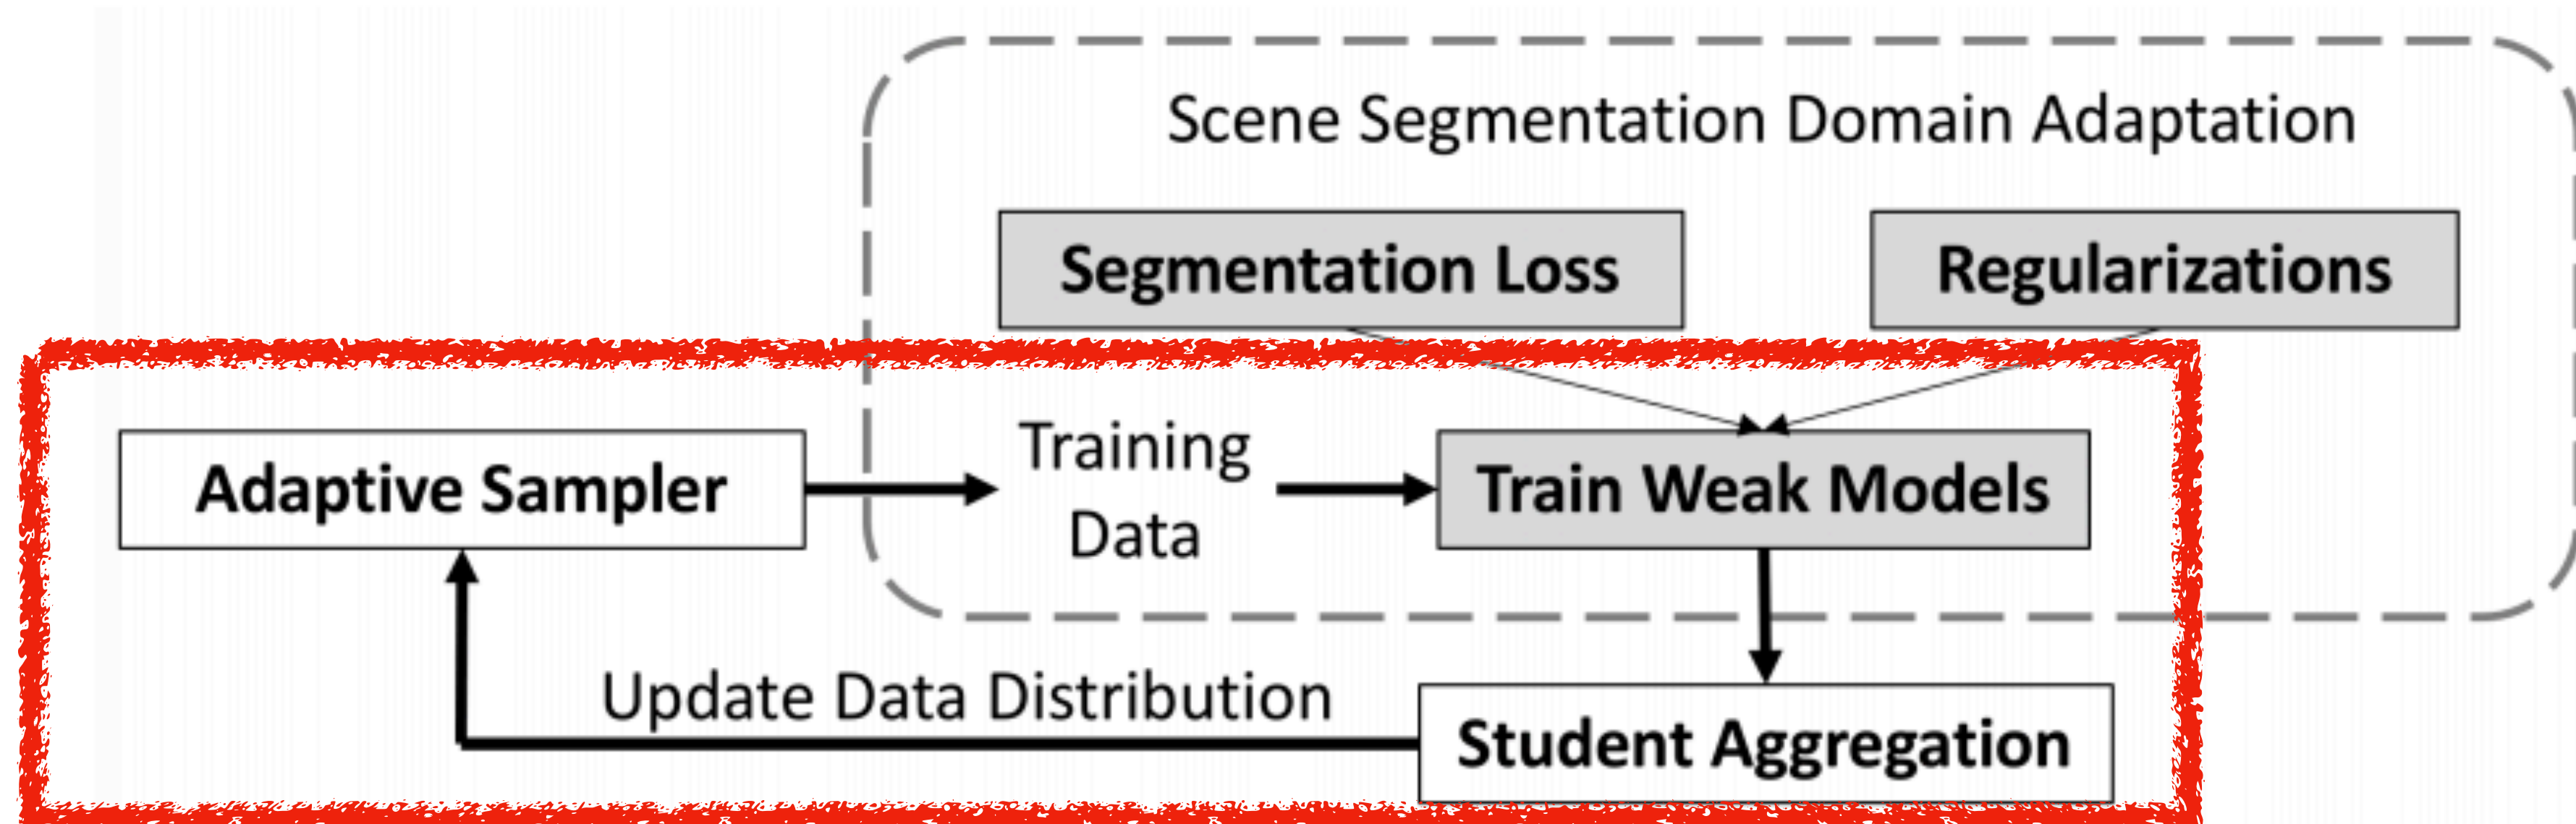 Scene Segmentation Domain Adaptation
Segmentation Loss
Regularizations
Adaptive Sampler
Training
Data
Train Weak Models
Update Data Distribution
Student Aggregation